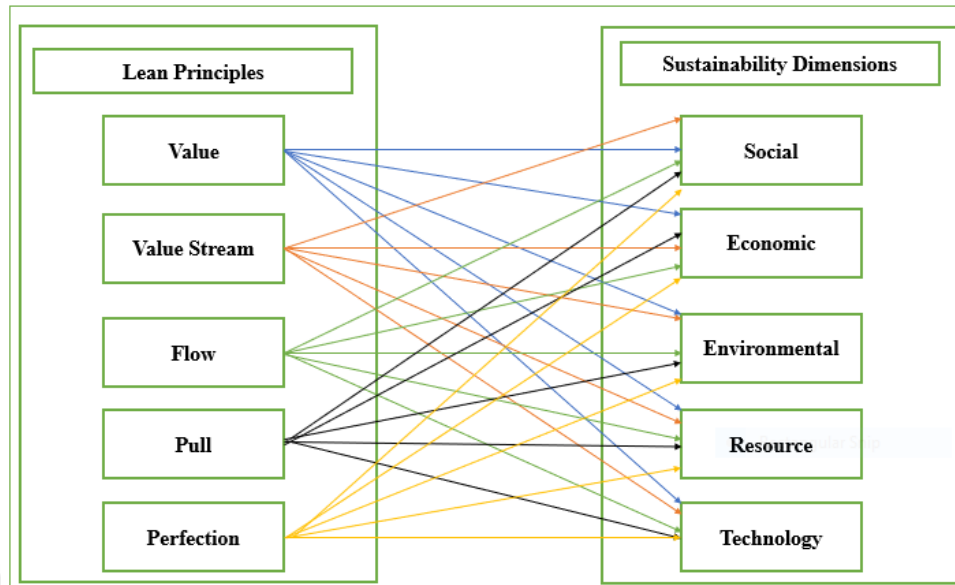 Lean Principles
Sustainability Dimensions
Value
Social
Value Stream
Economic
Flow
Environmental
Pull
Resource
Perfection
Technology